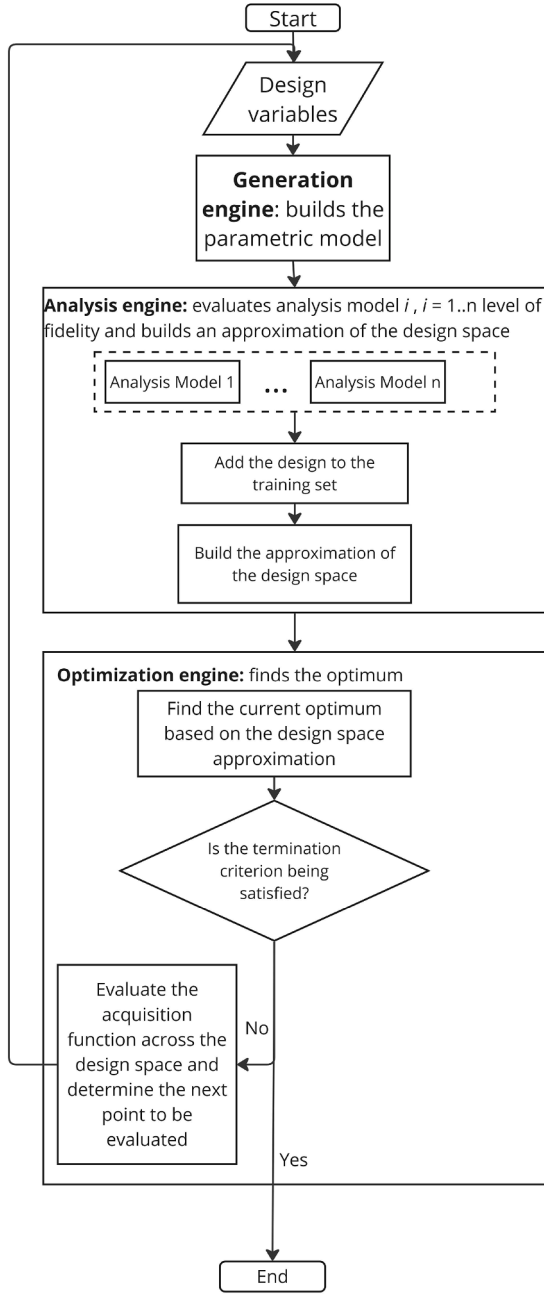 Start
Design
variables
Generation
engine: builds the
parametric model
Analysis engine: evaluates analysis model i , i = 1..n level of
fidelity and builds an approximation of the design space
Analysis Model 1 ... Analysis Model n
Add the design to the
training set
Build the approximation of
the design space
Optimization engine: finds the optimum
Find the current optimum
based on the design space
approximation
Is the termination
criterion being
satisfied?
Evaluate the
acquisition
function across the
design space and
determine the next
point to be
evaluated
No
Yes
End